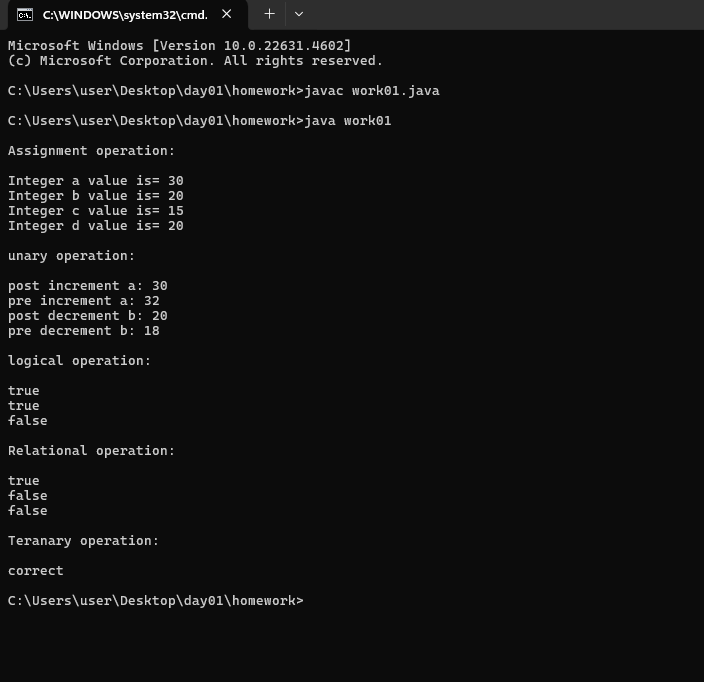 C:\WINDOWS\system32\cmd.
Microsoft Windows [Version 10.0.22631.4602]
(c) Microsoft Corporation. All rights reserved.
C:\Users\user\Desktop\day01\homework>javac work01.java
C:\Users\user\Desktop\day01\homework>java work01
Assignment operation:
Integer a value is= 30
Integer b value is= 20
Integer c value is= 15
Integer d value is= 20
unary operation:
post increment a: 30
pre increment a: 32
post decrement b: 20
pre decrement b: 18
logical operation:
true
true
false
Relational operation:
true
false
false
Teranary operation:
correct
C:\Users\user\Desktop\day01\homework>